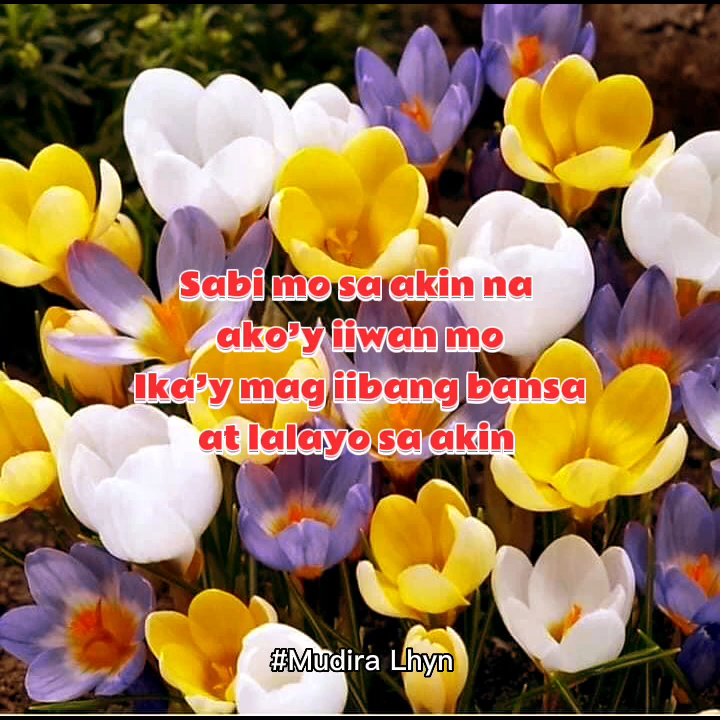 Sabi mo sa akin na
ako’y iiwan mo
Ika’y mag iibang bansa
at lalayo sa akin
#Mudira Lhyn